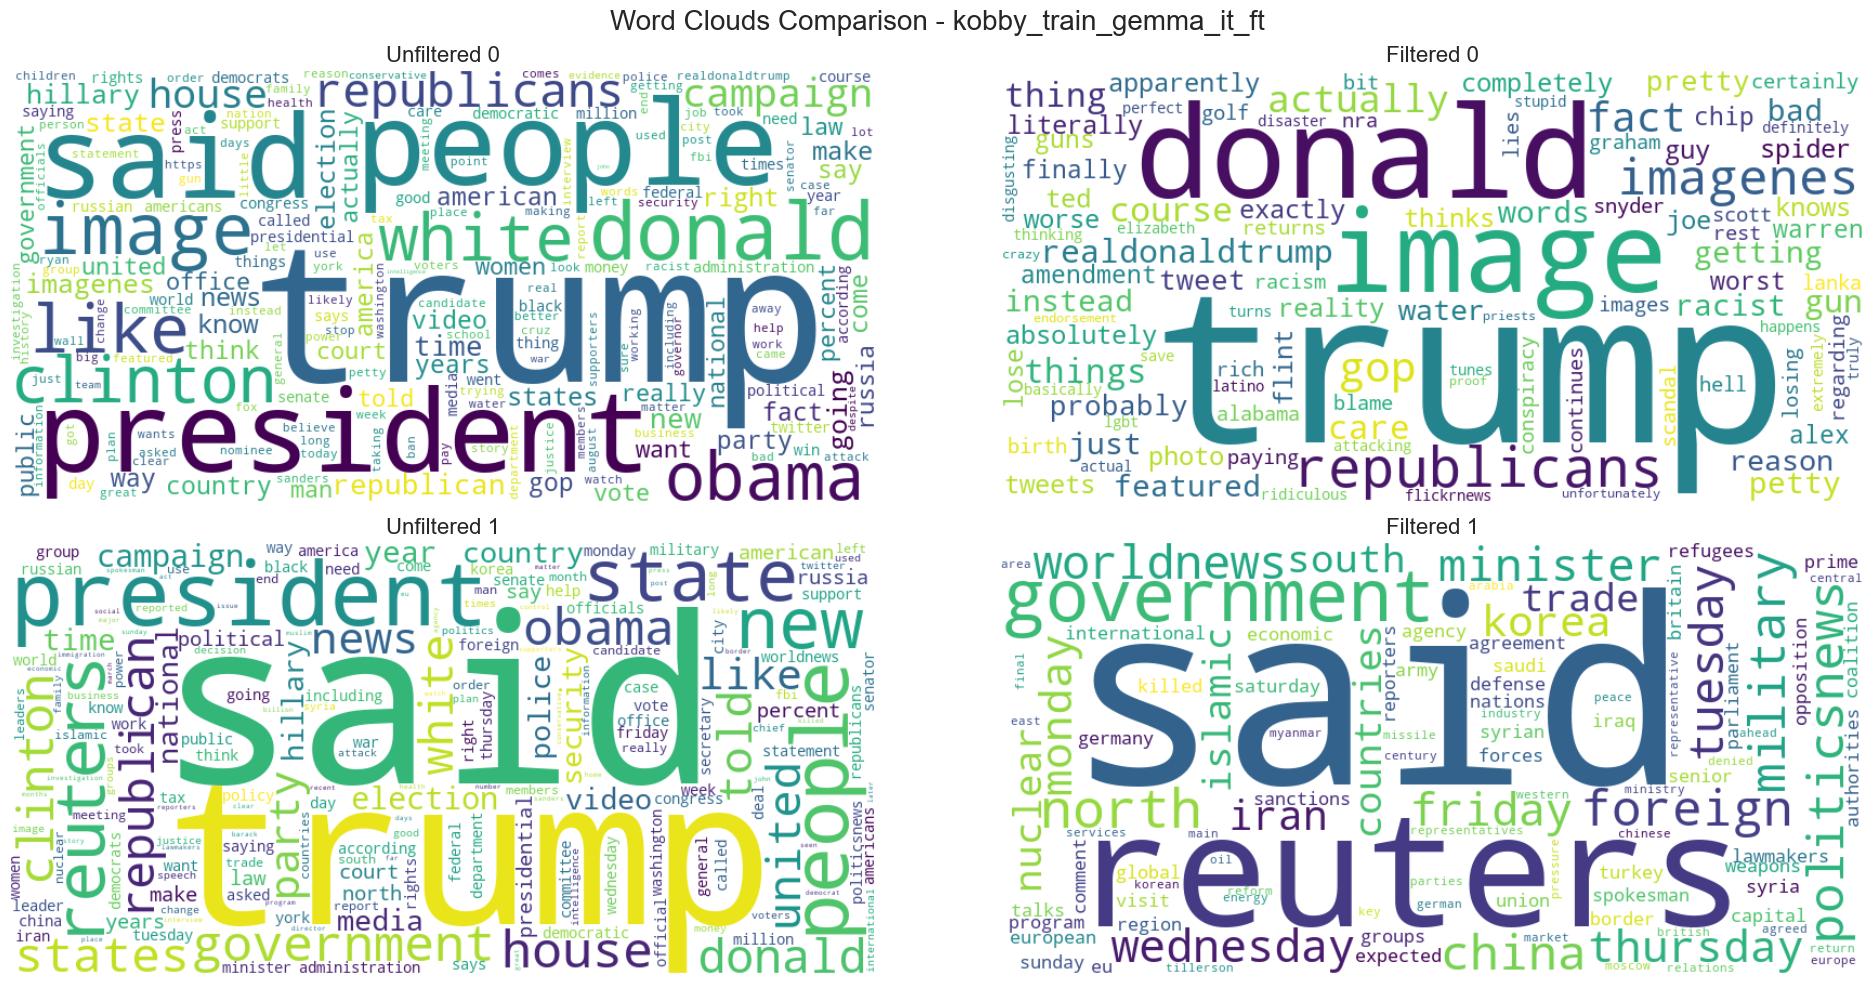 Word Clouds Comparison - kobby_train_gemma_it_ft
Unfiltered 0
children rights order democrats reason conservative comes evidence police realdonaldtrump course
hillary house family republicans getting campaign
saying health care democratic million end job took need
person state press act nation support actually used city post law lot
government officials said people make
statement https days election meeting point fbi times senator say
gun little good american interview words federal left security right case year far
russian americans congress called place making
image presidential white donald
ryan things let use tax report
group united york america voters women look money racist administration
imagenes office intelligence real come according
investigation history committee world news instead likely trump candidate black away percent
like know says video better cruz national
wall change stop washington school thing supporters working including governor help work came
big featured think power court time war sure
clinton general petty years political russia
just team senate told media went trying states really going despite
fox week water matter new fact
president story members party twitter
public information got plan wants asked clear believe long today taking ban pay justice august business want bad win attack
nominee department watch
day way great country sanders man republican gop vote obama
Filtered 0
apparently bit completely pretty certainly
thing perfect golf actually stupid fact chip bad
literally disaster nra donald lies definitely
disgusting guns graham guy spider
finally imagenes
ted course exactly thinks words snyder joe scott knows
worse elizabeth returns rest warren
thinking image
crazy realdonaldtrump getting
amendment tweet racism worst lanka
instead turns reality water images racist gun
endorsement priests happens
absolutely trump
lose things save rich flint gop tunes conspiracy continues hell losing extremely regarding truly
basically latino proof scandal
probably alabama blame
lgbt care
birth just attacking alex
actual photo paying republicans reason
tweets featured ridiculous flickrnews unfortunately petty
Unfiltered 1
group campaign way america year country monday military american left
russian spokesman use black need come korea senate month twitter used
act end matter press russia
president man say help state post long support
social reported issue times officials likely
major eu control
time sunday political news politics obama city new
decision muslim foreign candidate border
world immigration power hillary white supporters worldnews
economic march said police like
reuters republican national going including order security case fbi senator
leaders family business syria plan information vote percent
clinton know billion watch office secretary killed
work right thursday friday chief people
islamic took public war really told statement republicans
think attack
investigation groups home john
months reporters recent health number members week deal later
tax policy day election sanders video congress
image meeting clear trump united
story justice barack party days good
women nuclear democrats lawmakers saying countries according federal department presidential committee intelligence wednesday washington general politicsnews americans
want trade south far court seen
speech law rights called democrat
leader make asked north official
change program report
china years york media voters international
iran place tuesday interview director democratic money
states government house million donald
minister administration says great
Filtered 1
area worldnews south minister refugees prime
government arabia central
trade tuesday britain military
international economic korea
agency agreement
final monday islamic said countries reporters army saudi representative parliament opposition coalition
killed saturday defense peace
nations
east industry iraq politicsnews
germany myanmar missile syrian ahead authorities
nuclear century forces denied
senior
north sanctions western ministry
iran friday foreign
services main representatives chinese
comment reuters lawmakers
global oil pressure turkey weapons
korean parties syria
visit reform energy german spokesman
talks key union
program region border capital
european wednesday groups market british agreed return
expected china thursday
sunday eu tillerson moscow relations europe